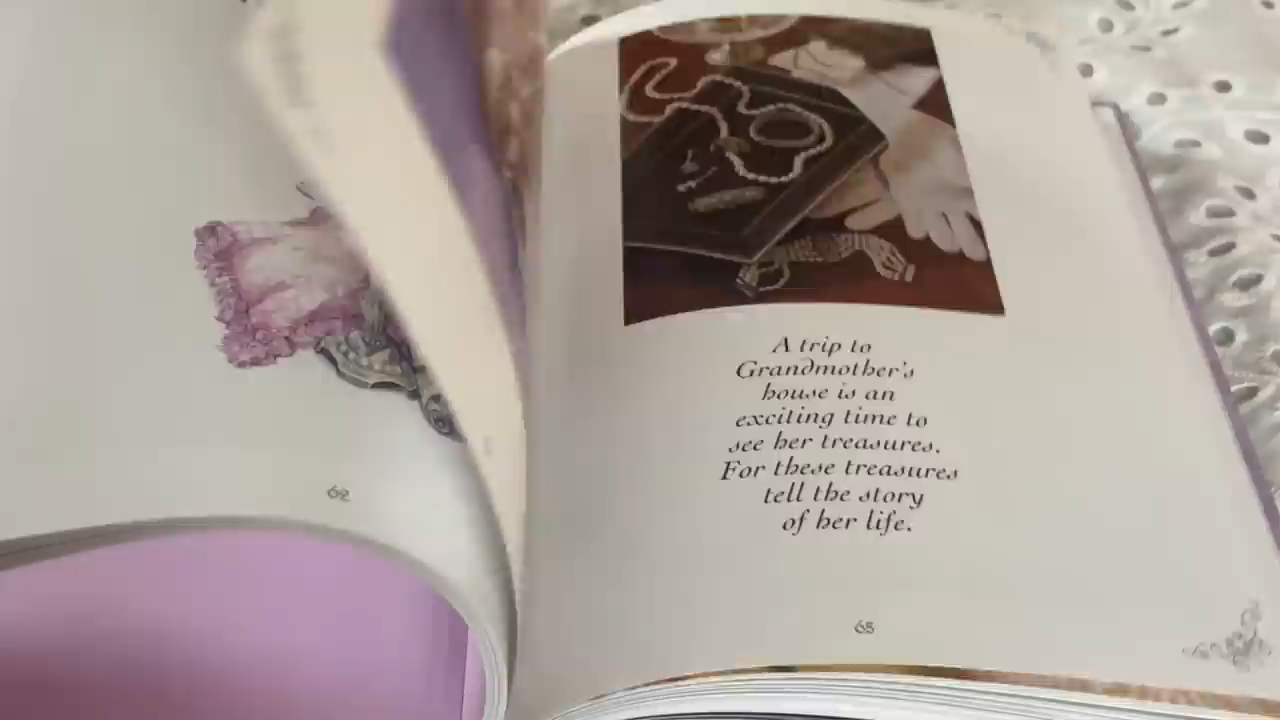 62
A trip to
Grandmother's
house is an
exciting time to
see her treasures.
For these treasures
tell the story
of her life.
65